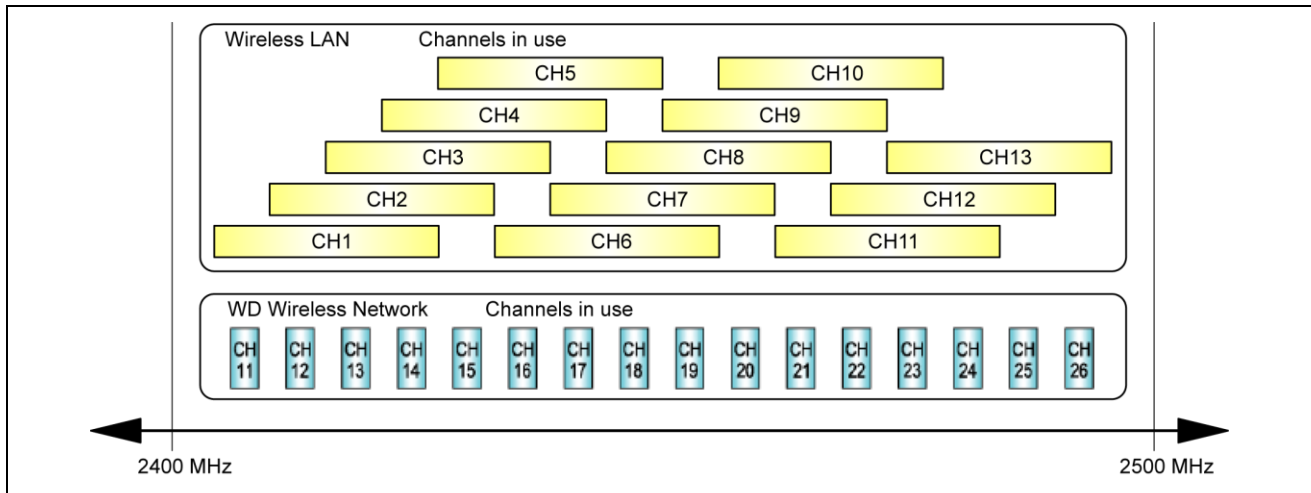 Wireless LAN Channels in use
CH5 CH10
CH4 CH9
CH3 CH8 CH13
CH2 CH7 CH12
CH1 CH6 CH11
WD Wireless Network Channels in use
CH CH CH CH CH CH CH CH CH CH CH CH CH CH CH CH
11 12 13 14 15 16 17 18 19 20 21 22 23 24 25 26
2400 MHz 2500 MHz